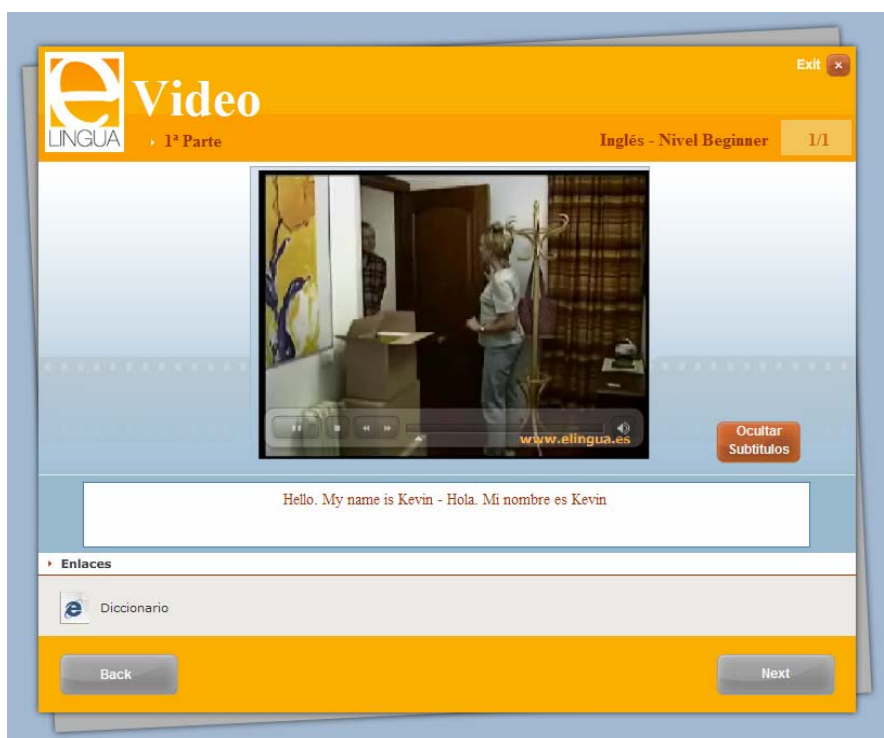 Exit
e
LINGUA
Video
1ª Parte
Inglés - Nivel Beginner
1/1
www.elingua.es
Ocultar
Subtitulos
Hello. My name is Kevin - Hola. Mi nombre es Kevin
Enlaces
Diccionario
Back
Next